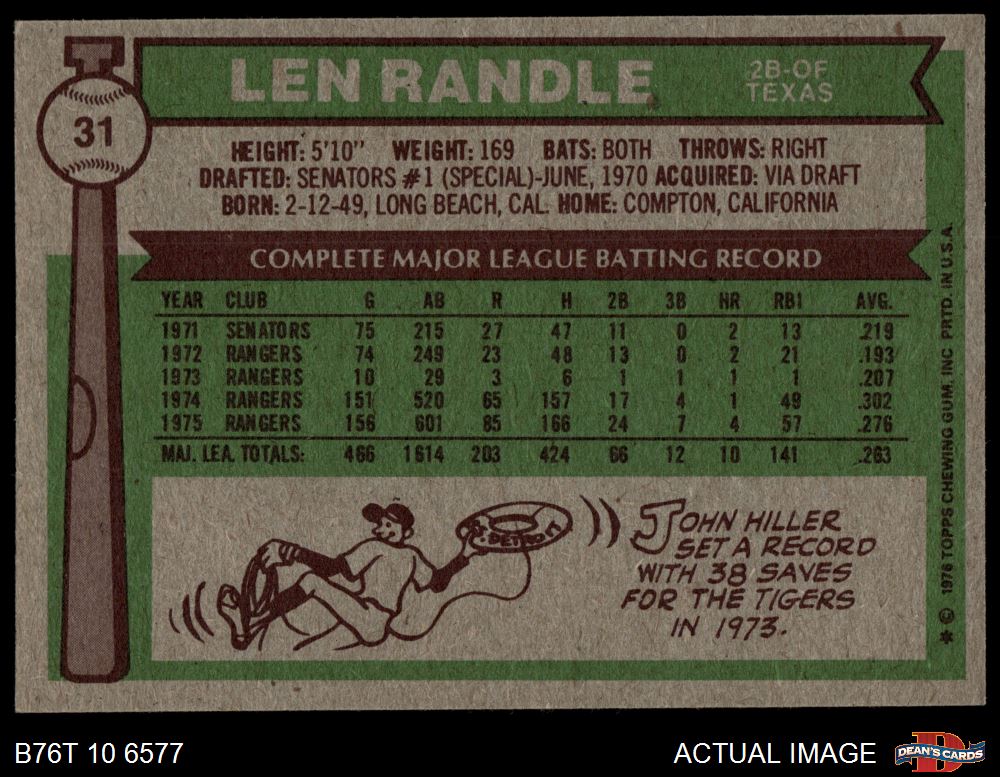 31
LEN RANDLE
2B-OF
TEXAS
HEIGHT: 5'10" WEIGHT: 169 BATS: BOTH THROWS: RIGHT
DRAFTED: SENATORS #1 (SPECIAL)-JUNE, 1970 ACQUIRED: VIA DRAFT
BORN: 2-12-49, LONG BEACH, CAL. HOME: COMPTON, CALIFORNIA
COMPLETE MAJOR LEAGUE BATTING RECORD
YEAR CLUB G AB R H 2B 3B HR RBI AVG.
1971 SENATORS 75 215 27 47 11 0 2 13 .219
1972 RANGERS 74 249 23 48 13 0 2 21 .193
1973 RANGERS 10 29 3 6 1 1 1 1 .207
1974 RANGERS 151 520 65 157 17 4 1 49 .302
1975 RANGERS 156 601 85 166 24 7 4 57 .276
MAJ. LEA. TOTALS: 466 1614 203 424 66 12 10 141 .263
DETROIT
JOHN HILLER
SET A RECORD
WITH 38 SAVES
FOR THE TIGERS
IN 1973.
* © 1976 TOPPS CHEWING GUM, INC. PRTD. IN U.S.A.
B76T 10 6577
ACTUAL IMAGE
DEAN'S CARDS